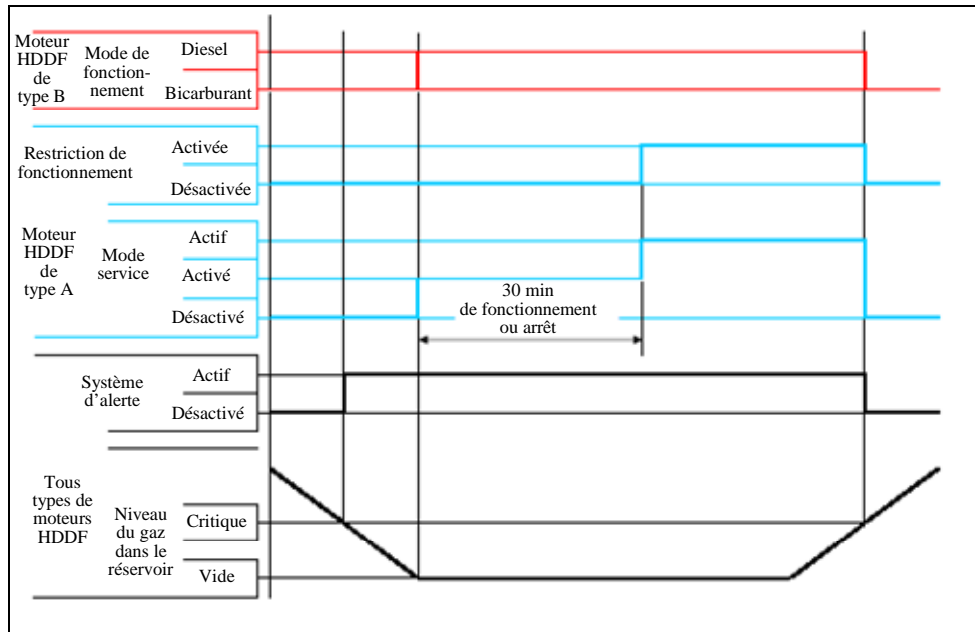 Moteur
HDDF
de
type B
Mode de
fonction-
nement
Diesel
Bicarburant
Restriction de
fonctionnement
Activée
Désactivée
Moteur
HDDF
de
type A
Mode
service
Actif
Activé
Désactivé
30 min
de fonctionnement
ou arrêt
Système
d’alerte
Actif
Désactivé
Tous
types de
moteurs
HDDF
Niveau
du gaz
dans le
réservoir
Critique
Vide